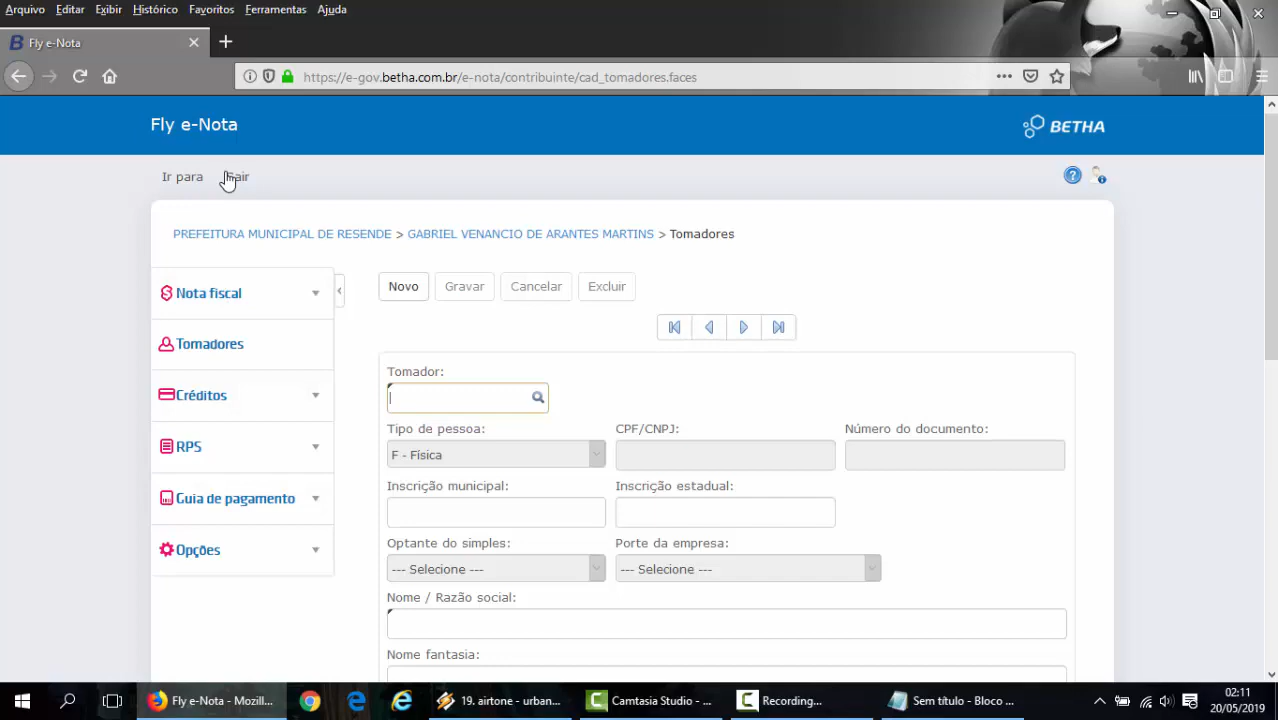 Arquivo Editar Exibir Histórico Favoritos Ferramentas Ajuda
Fly e-Nota
https://e-gov.betha.com.br/e-nota/contribuinte/cad_tomadores.faces
Fly e-Nota
BETHA
Ir para Sair
PREFEITURA MUNICIPAL DE RESENDE > GABRIEL VENANCIO DE ARANTES MARTINS > Tomadores
Nota fiscal
Tomadores
Créditos
RPS
Guia de pagamento
Opções
Novo Gravar Cancelar Excluir
Tomador:
Tipo de pessoa: CPF/CNPJ: Número do documento:
F - Física
Inscrição municipal: Inscrição estadual:
Optante do simples: Porte da empresa:
--- Selecione --- --- Selecione ---
Nome / Razão social:
Nome fantasia:
Fly e-Nota - Mozill... 19. airtone - urban... Camtasia Studio - ... Recording... Sem título - Bloco ...
02:11
20/05/2019